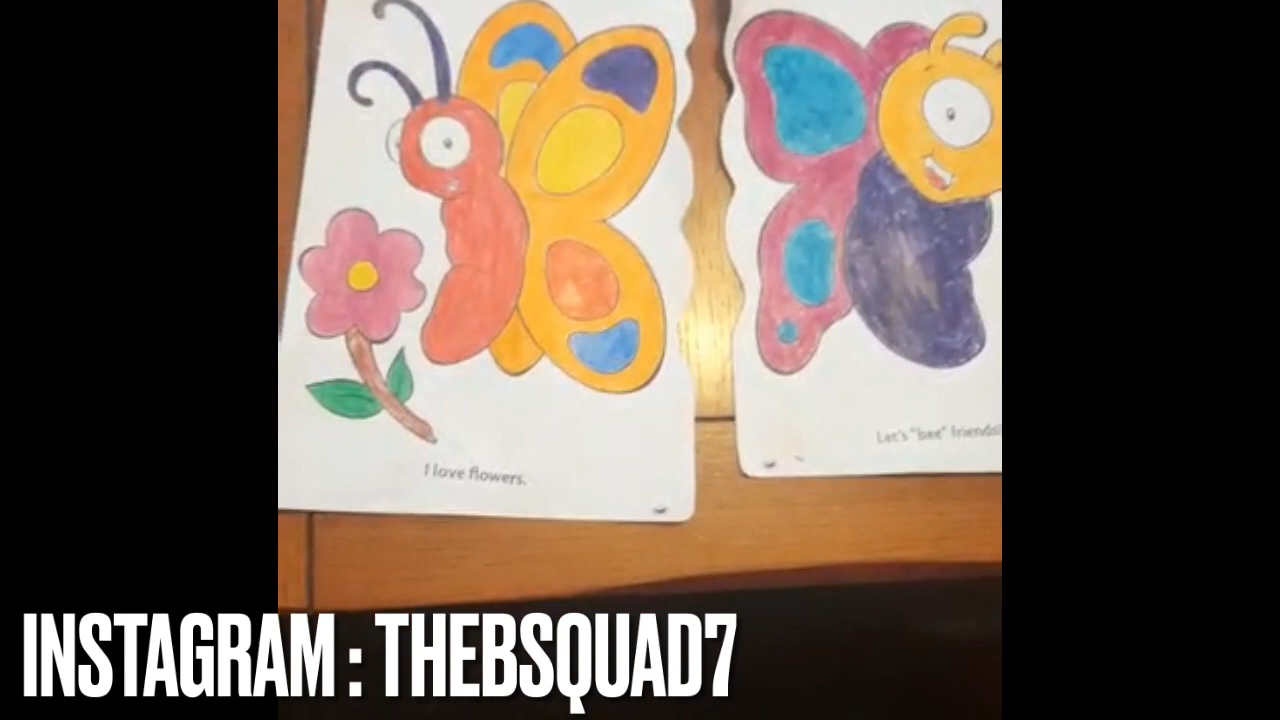 I love flowers.
Let's "bee" friends!
INSTAGRAM : THEBSQUAD7